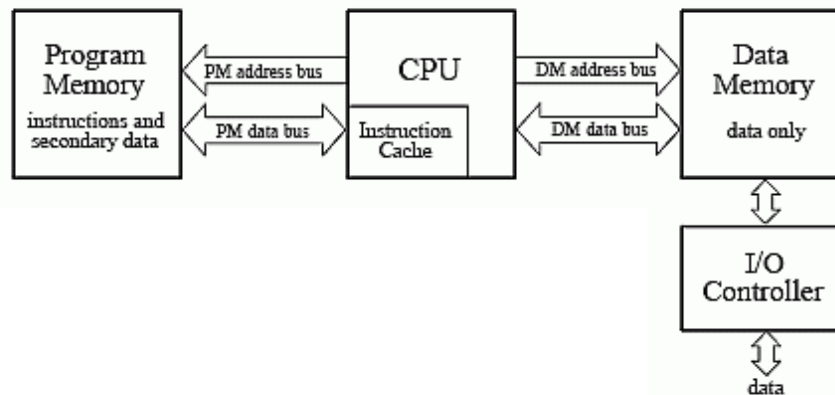 Program
Memory
instructions and
secondary data
PM address bus
PM data bus
CPU
Instruction
Cache
DM address bus
DM data bus
Data
Memory
data only
I/O
Controller
data